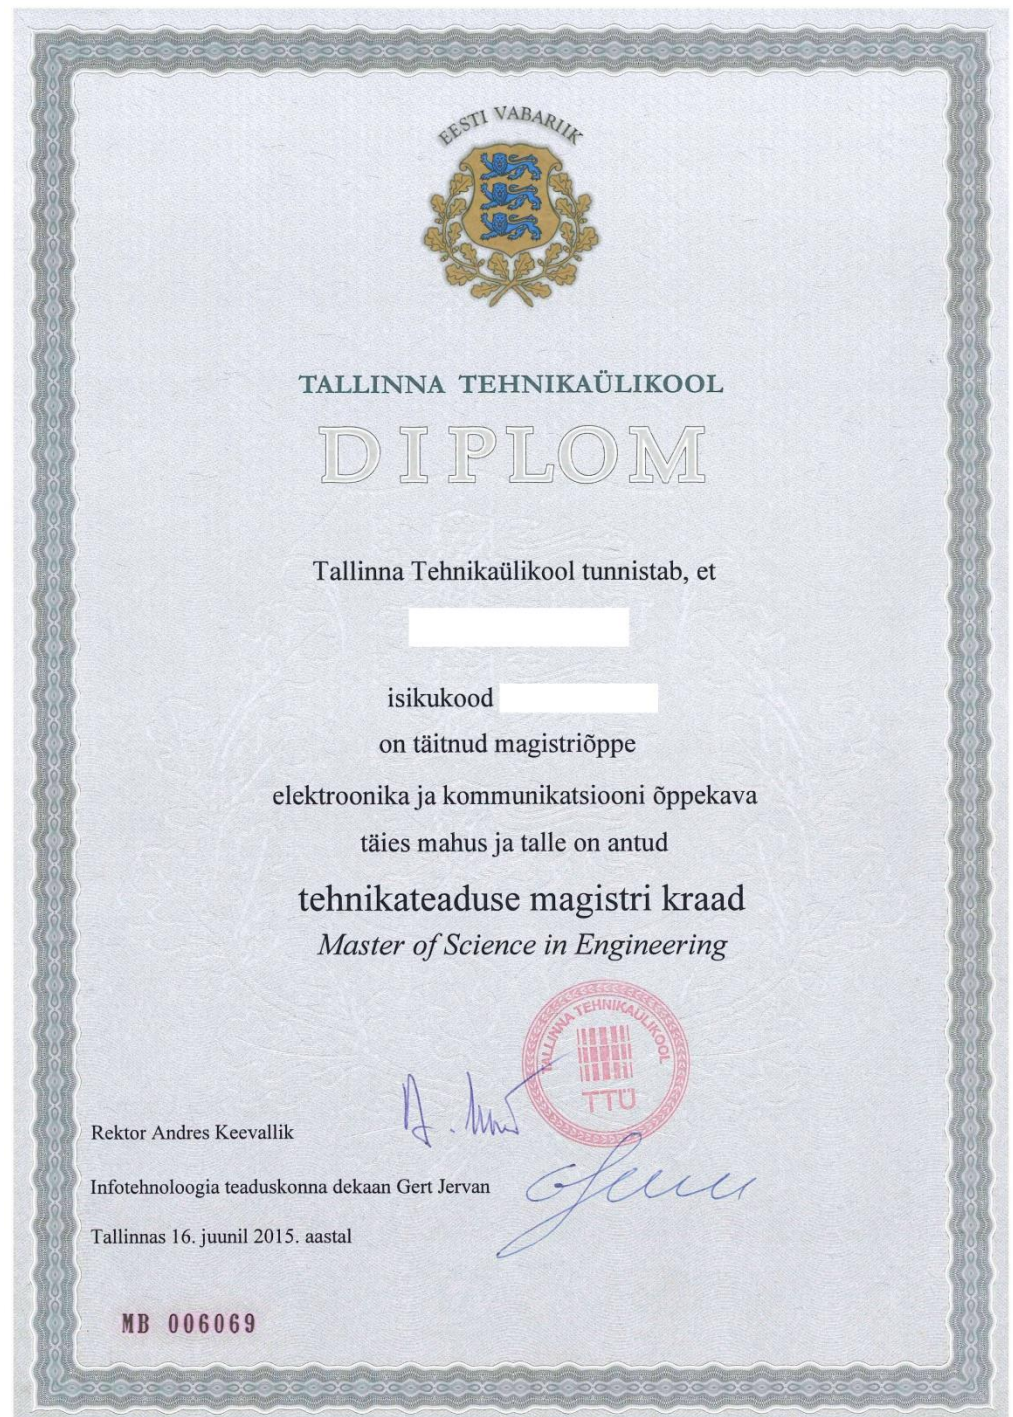 EESTI VABARIIK
TALLINNA TEHNIKAÜLIKOOL
DIPLOM
Tallinna Tehnikaülikool tunnistab, et
isikukood
on täitnud magistriõppe
elektroonika ja kommunikatsiooni õppekava
täies mahus ja talle on antud
tehnikateaduse magistri kraad
Master of Science in Engineering
TALLINNA TEHNIKAÜLIKOOL
TTÜ
Rektor Andres Keevallik
Infotehnoloogia teaduskonna dekaan Gert Jervan
Tallinnas 16. juunil 2015. aastal
MB 006069